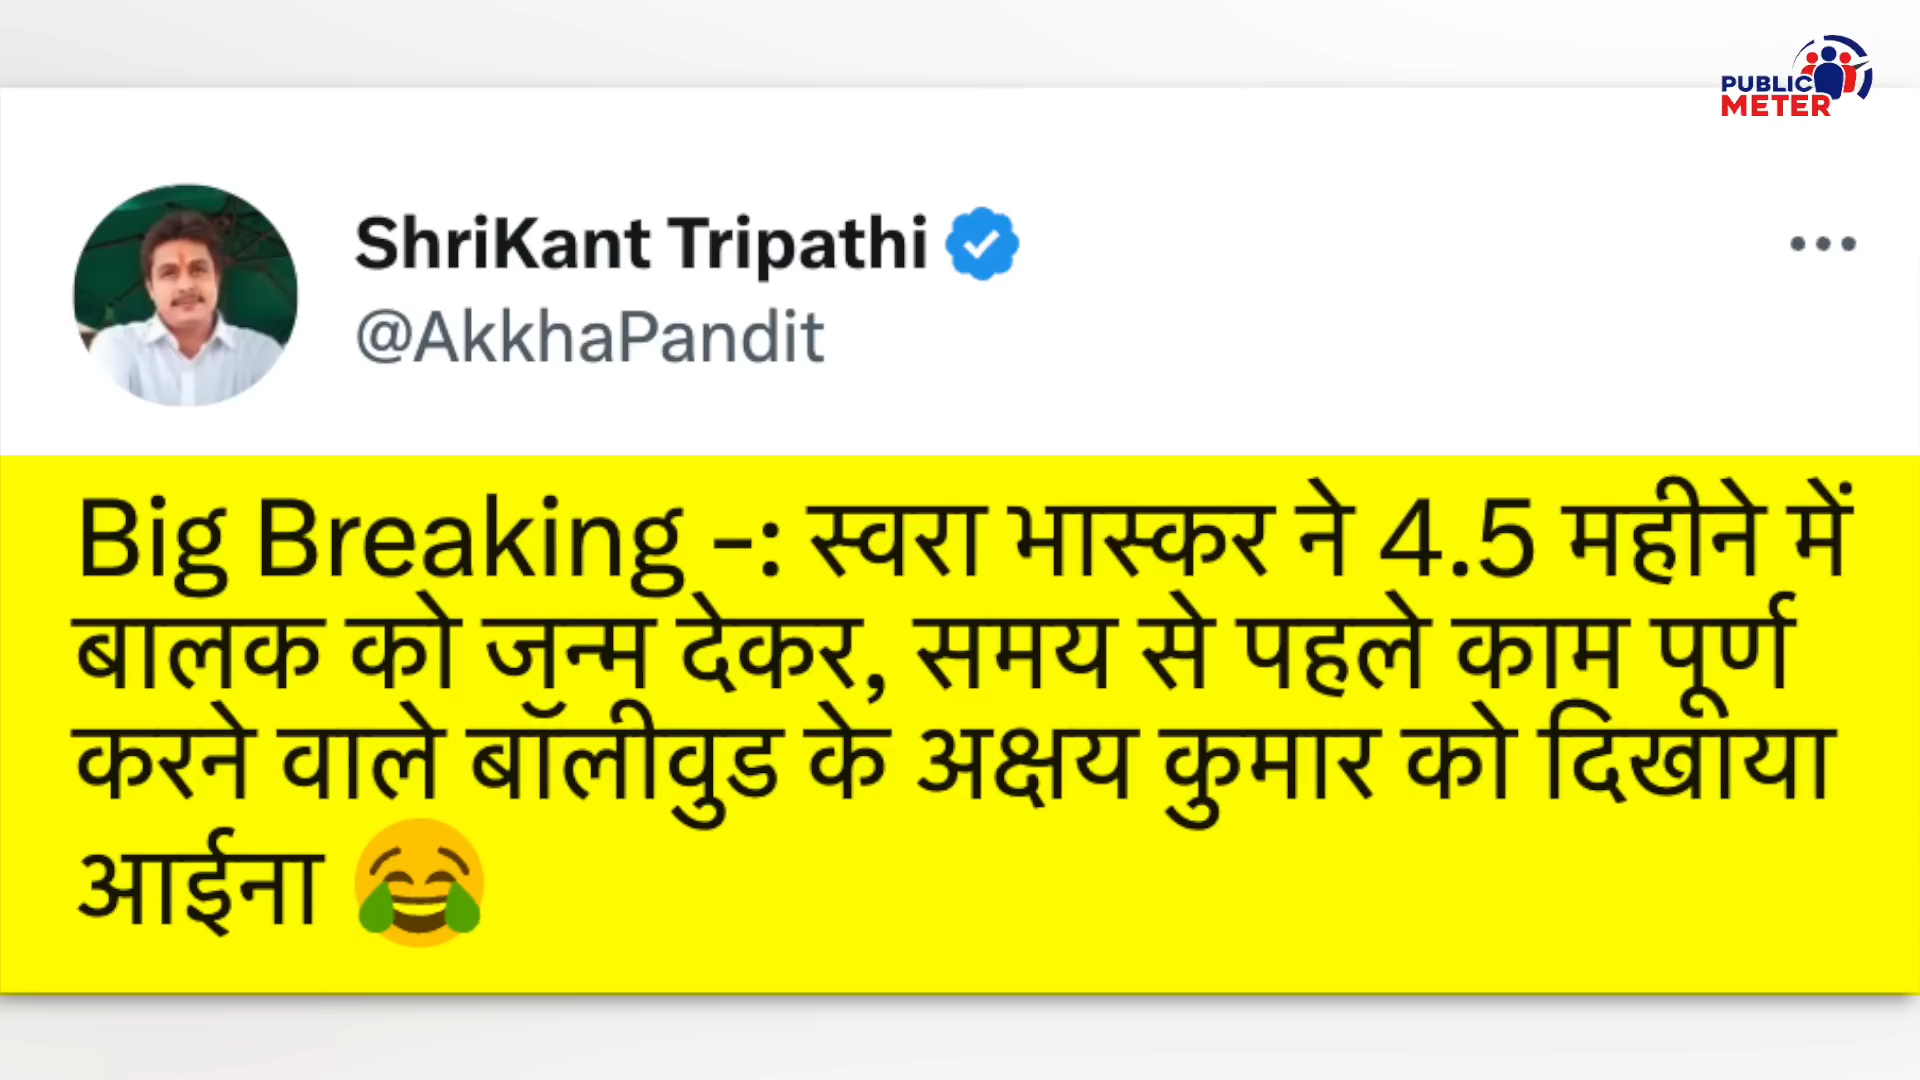 PUBLIC
METER
ShriKant Tripathi
@AkkhaPandit
Big Breaking -: स्वरा भास्कर ने 4.5 महीने में
बालक को जन्म देकर, समय से पहले काम पूर्ण
करने वाले बॉलीवुड के अक्षय कुमार को दिखाया
आईना 😂